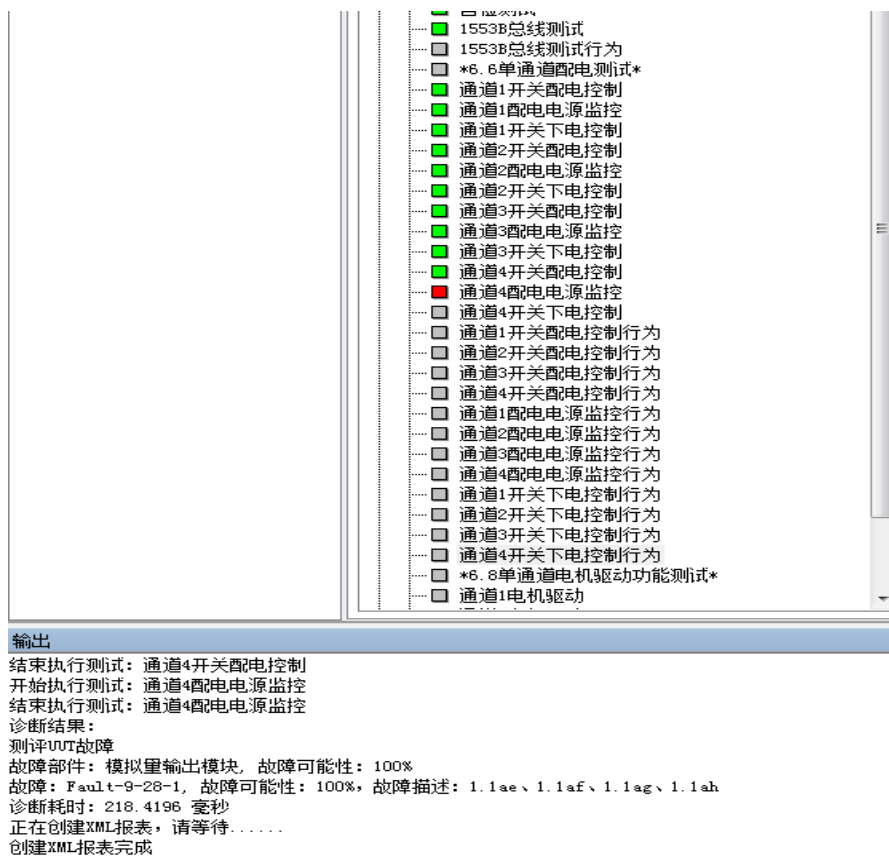 1553B总线测试
1553B总线测试行为
*6.6单通道配电测试*
通道1开关配电控制
通道1配电电源监控
通道1开关下电控制
通道2开关配电控制
通道2配电电源监控
通道2开关下电控制
通道3开关配电控制
通道3配电电源监控
通道3开关下电控制
通道4开关配电控制
通道4配电电源监控
通道4开关下电控制
通道1开关配电控制行为
通道2开关配电控制行为
通道3开关配电控制行为
通道4开关配电控制行为
通道1配电电源监控行为
通道2配电电源监控行为
通道3配电电源监控行为
通道4配电电源监控行为
通道1开关下电控制行为
通道2开关下电控制行为
通道3开关下电控制行为
通道4开关下电控制行为
*6.8单通道电机驱动功能测试*
通道1电机驱动
输出
结束执行测试：通道4开关配电控制
开始执行测试：通道4配电电源监控
结束执行测试：通道4配电电源监控
诊断结果：
测评UUT故障
故障部件：模拟量输出模块，故障可能性：100%
故障：Fault-9-28-1, 故障可能性：100%，故障描述：1.1ae、1.1af、1.1ag、1.1ah
诊断耗时：218.4196 毫秒
正在创建XML报表，请等待......
创建XML报表完成